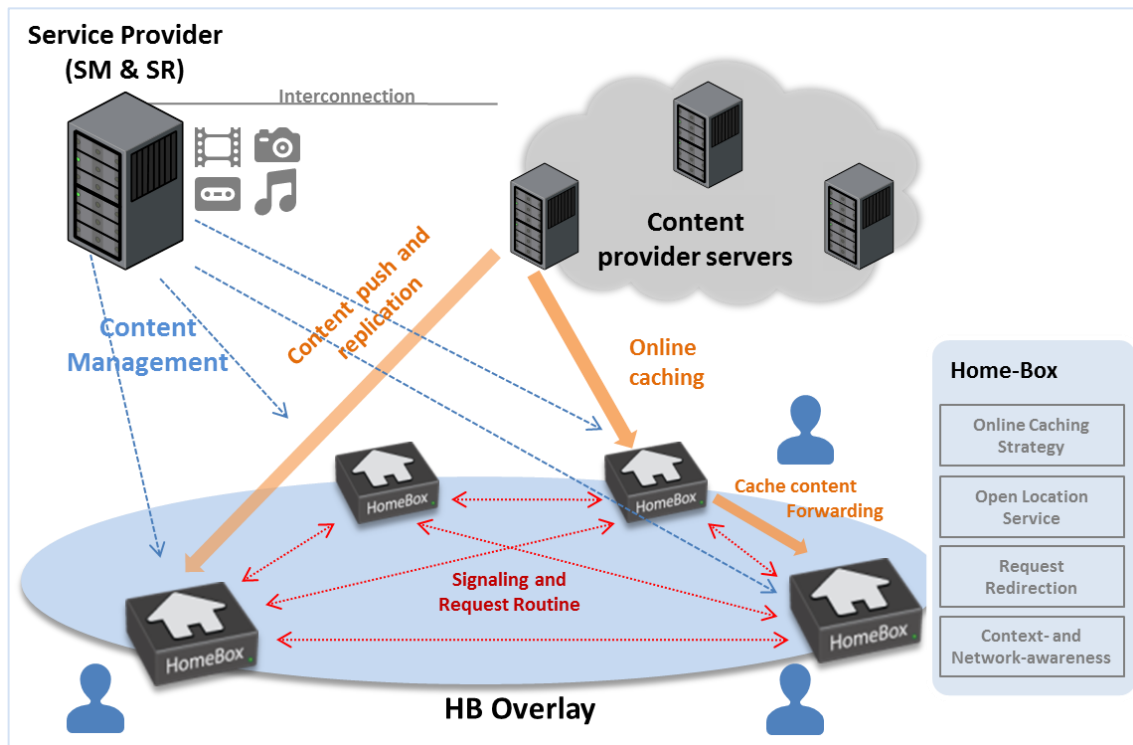 Service Provider
(SM & SR)
Interconnection
Content
provider servers
Content push and
replication
Content
Management
Online
caching
Home-Box
Online Caching
Strategy
Open Location
Service
Request
Redirection
Context- and
Network-awareness
HomeBox
HomeBox
Cache content
Forwarding
Signaling and
Request Routine
HomeBox
HomeBox
HB Overlay